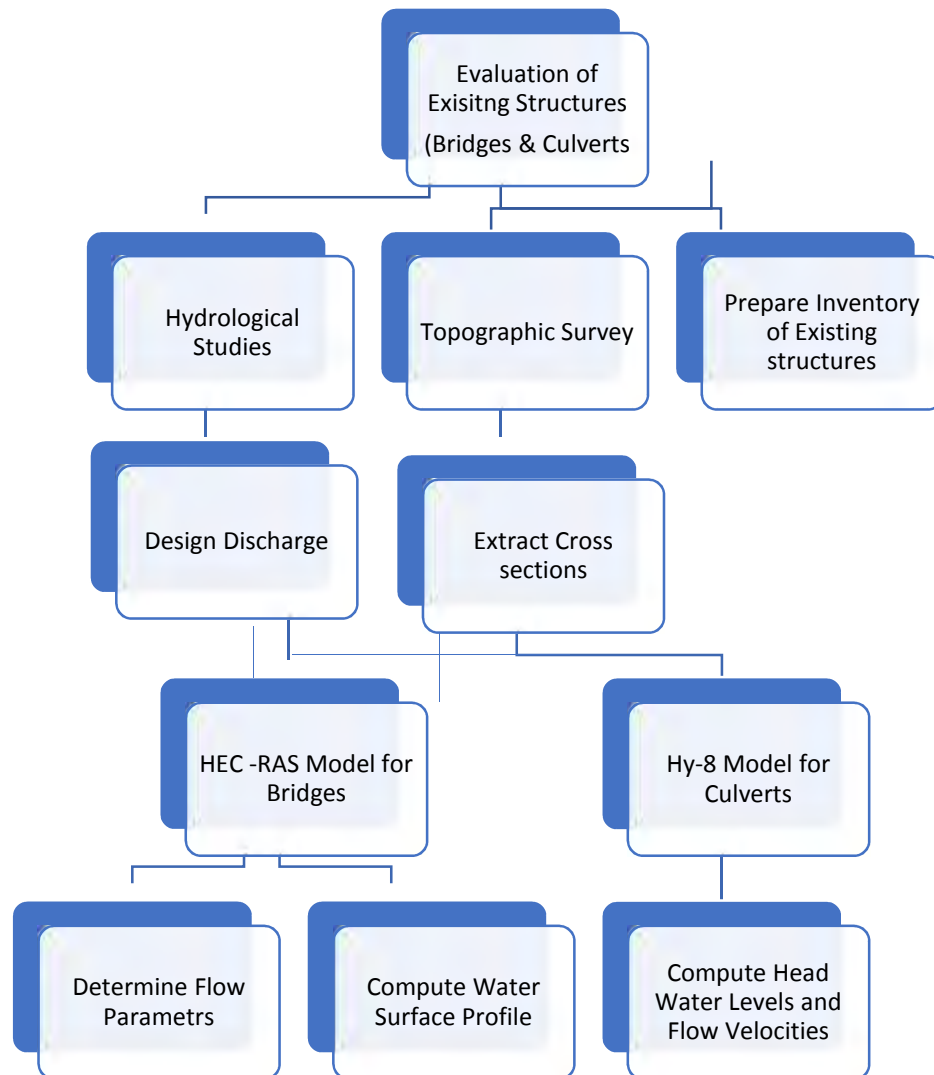 Evaluation of
Exisitng Structures
(Bridges & Culverts
Hydrological
Studies
Topographic Survey
Prepare Inventory
of Existing
structures
Design Discharge
Extract Cross
sections
HEC -RAS Model for
Bridges
Hy-8 Model for
Culverts
Determine Flow
Parametrs
Compute Water
Surface Profile
Compute Head
Water Levels and
Flow Velocities